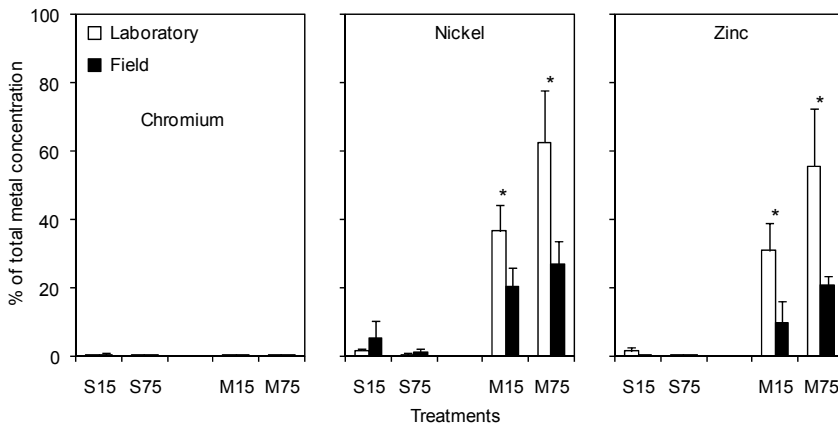 % of total metal concentration
100
80
60
40
20
0
Laboratory
Field
Chromium
S15 S75 M15 M75
Nickel
*
*
S15 S75 M15 M75
Zinc
*
*
S15 S75 M15 M75
Treatments